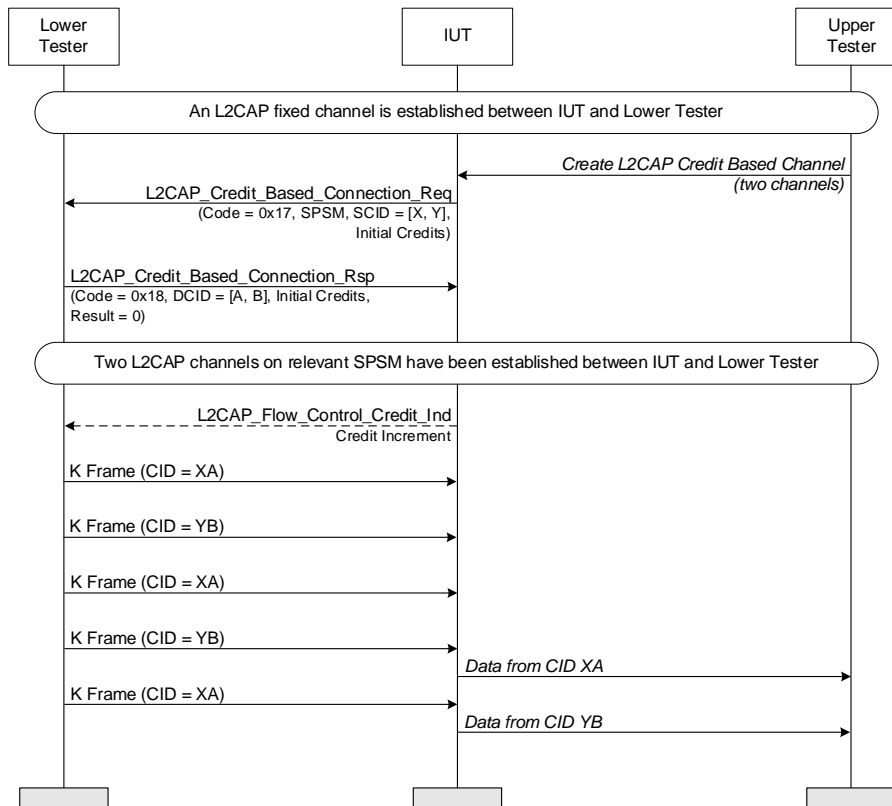 Lower
Tester
IUT
Upper
Tester
An L2CAP fixed channel is established between IUT and Lower Tester
Create L2CAP Credit Based Channel
(two channels)
L2CAP_Credit_Based_Connection_Req
(Code = 0x17, SPSM, SCID = [X, Y],
Initial Credits)
L2CAP_Credit_Based_Connection_Rsp
(Code = 0x18, DCID = [A, B], Initial Credits,
Result = 0)
Two L2CAP channels on relevant SPSM have been established between IUT and Lower Tester
L2CAP_Flow_Control_Credit_Ind
Credit Increment
K Frame (CID = XA)
K Frame (CID = YB)
K Frame (CID = XA)
K Frame (CID = YB)
Data from CID XA
K Frame (CID = XA)
Data from CID YB